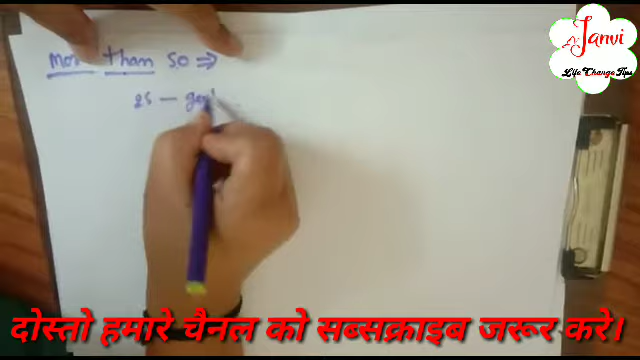 Janvi
Life Change Tips
More than 50 ⇒
25 —
दोस्तो हमारे चैनल को सब्सक्राइब जरूर करे।